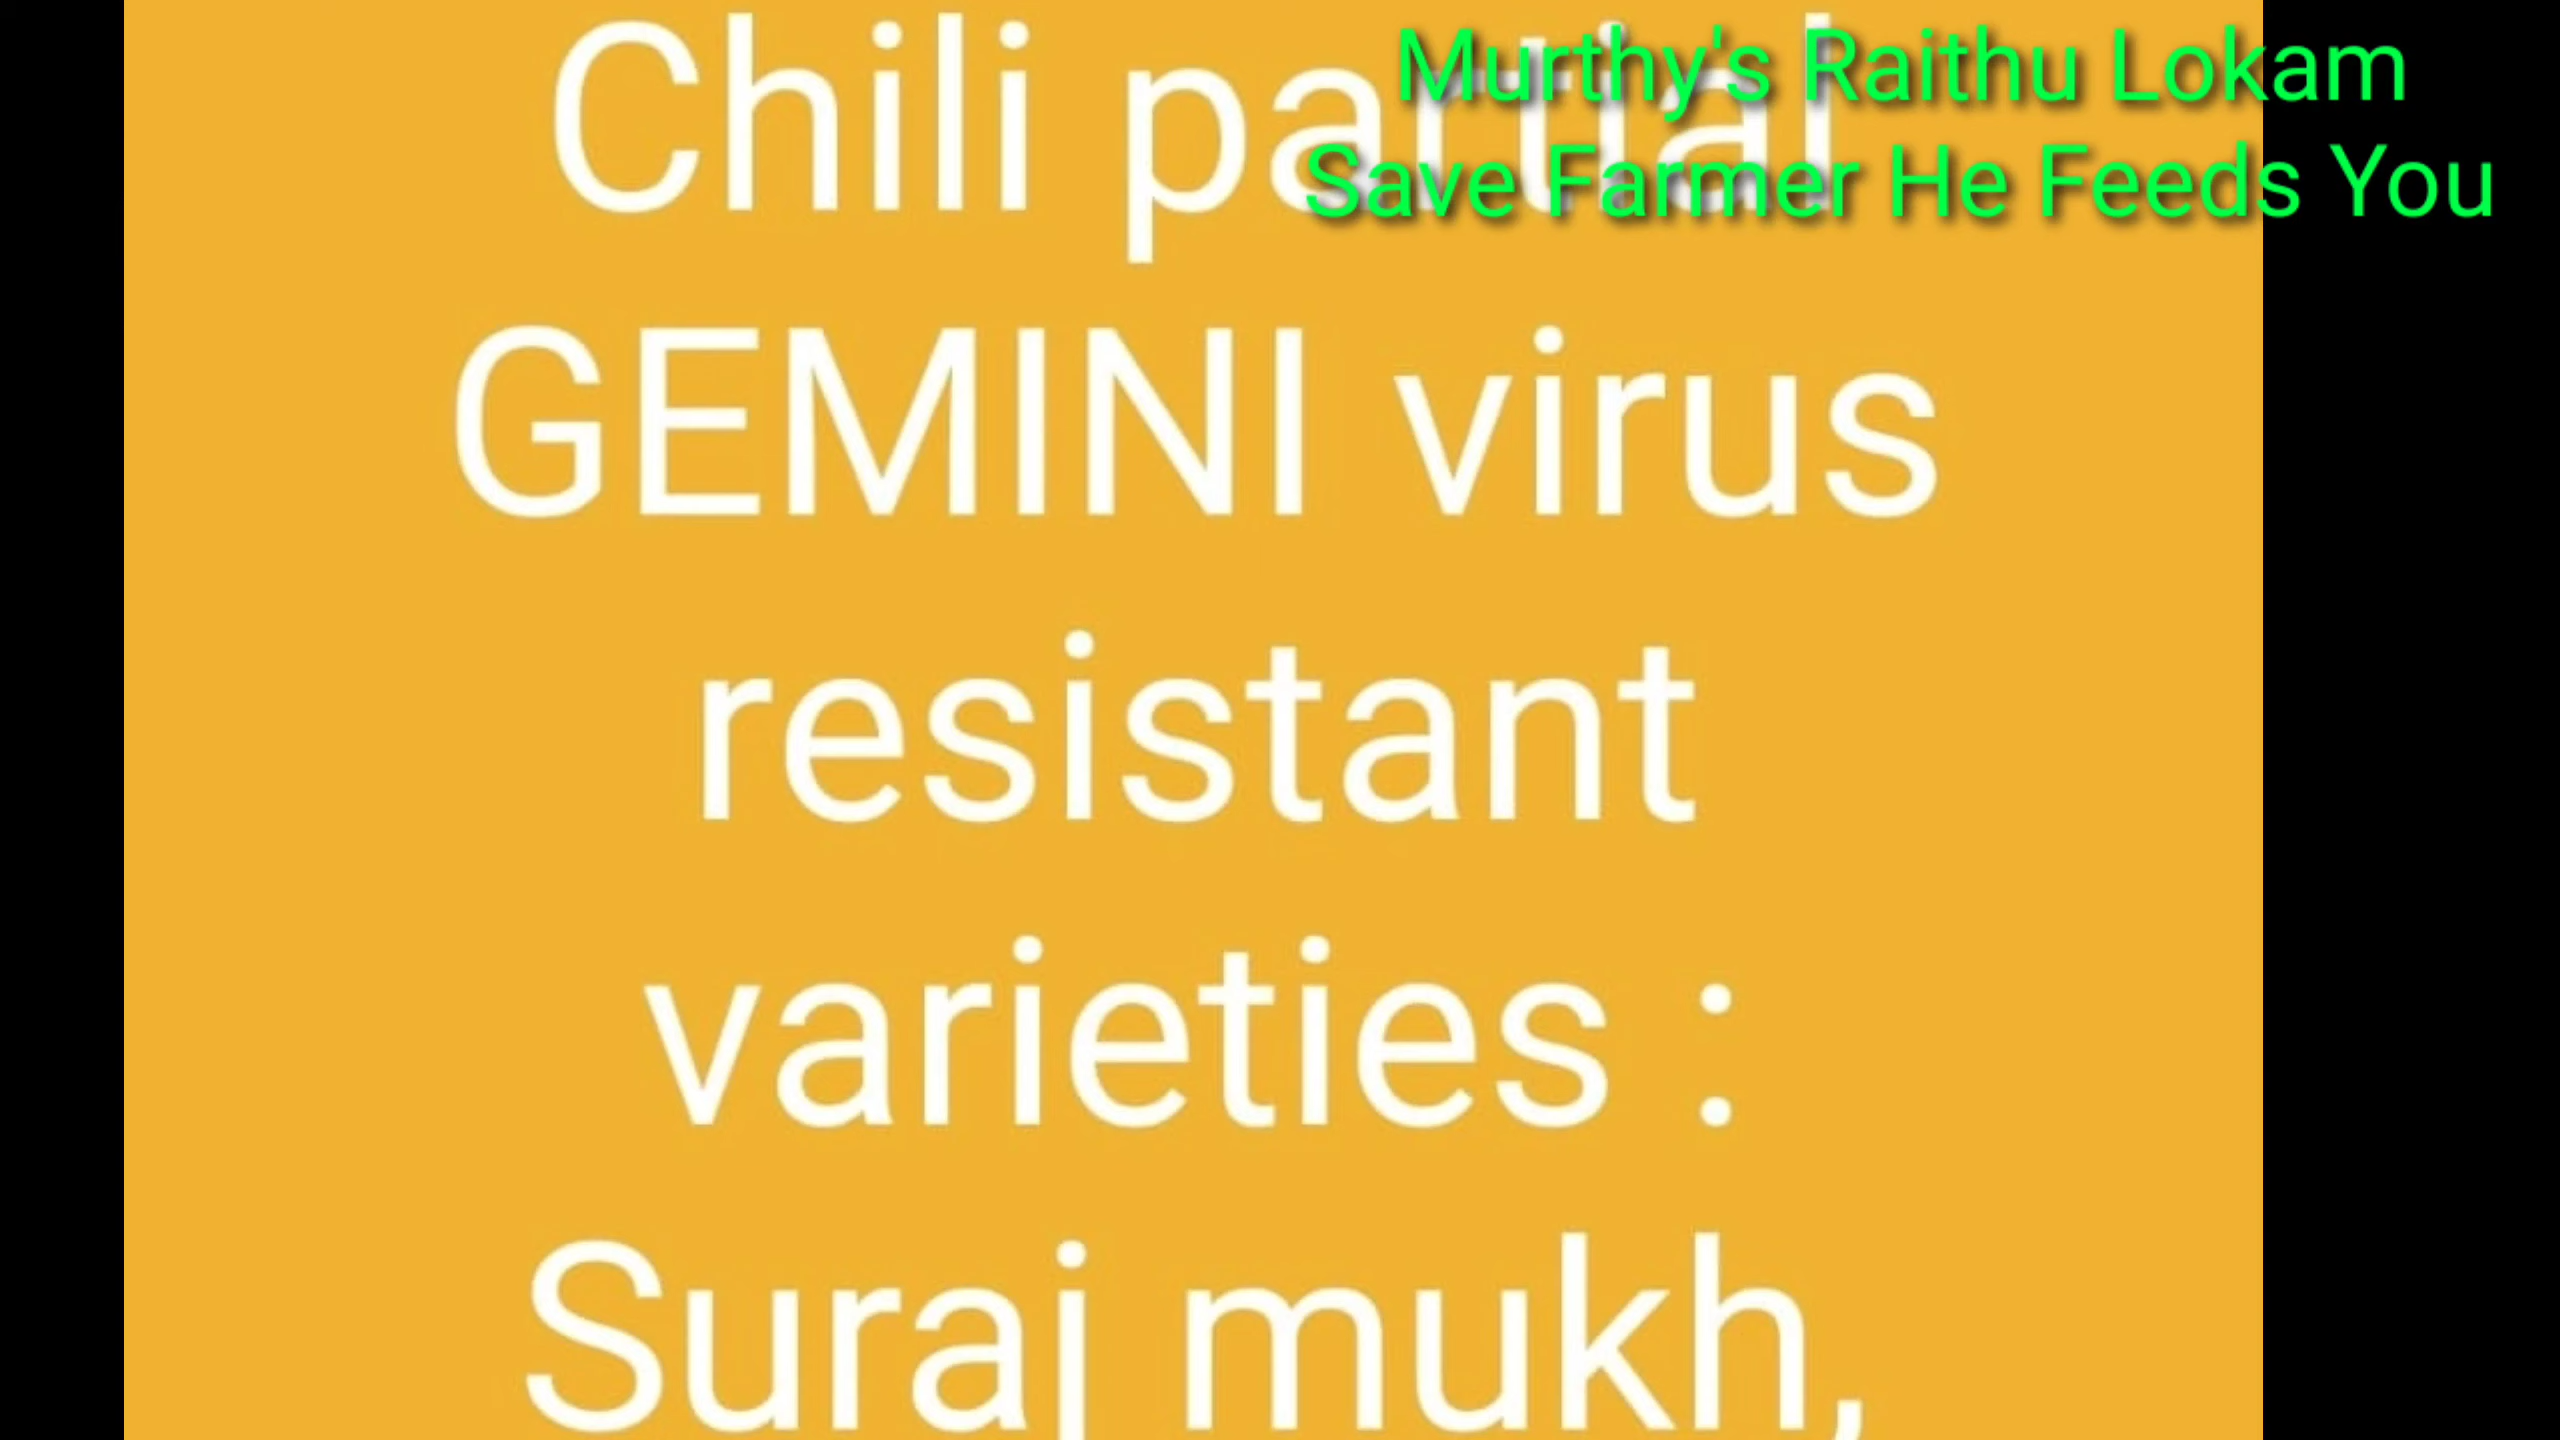 Murthy's Raithu Lokam
Save Farmer He Feeds You
Chili partial
GEMINI virus
resistant
varieties :
Suraj mukh,